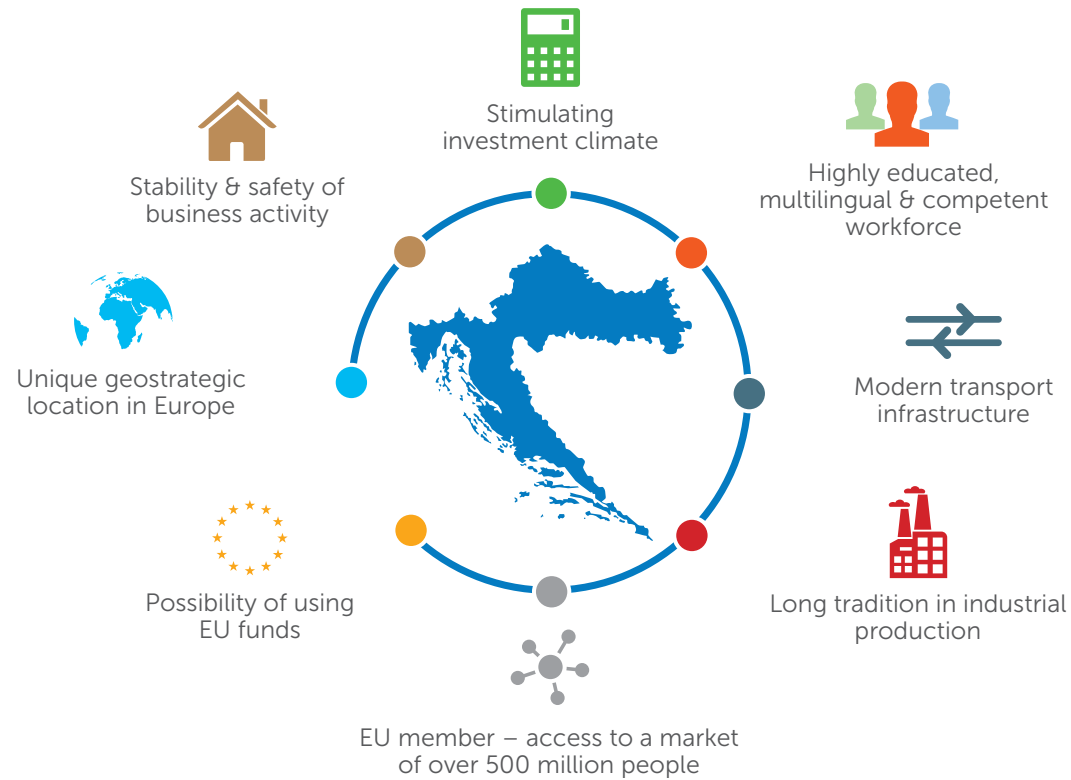 Stimulating
investment climate
Highly educated,
multilingual & competent
workforce
Modern transport
infrastructure
Long tradition in industrial
production
EU member – access to a market
of over 500 million people
Possibility of using
EU funds
Unique geostrategic
location in Europe
Stability & safety of
business activity